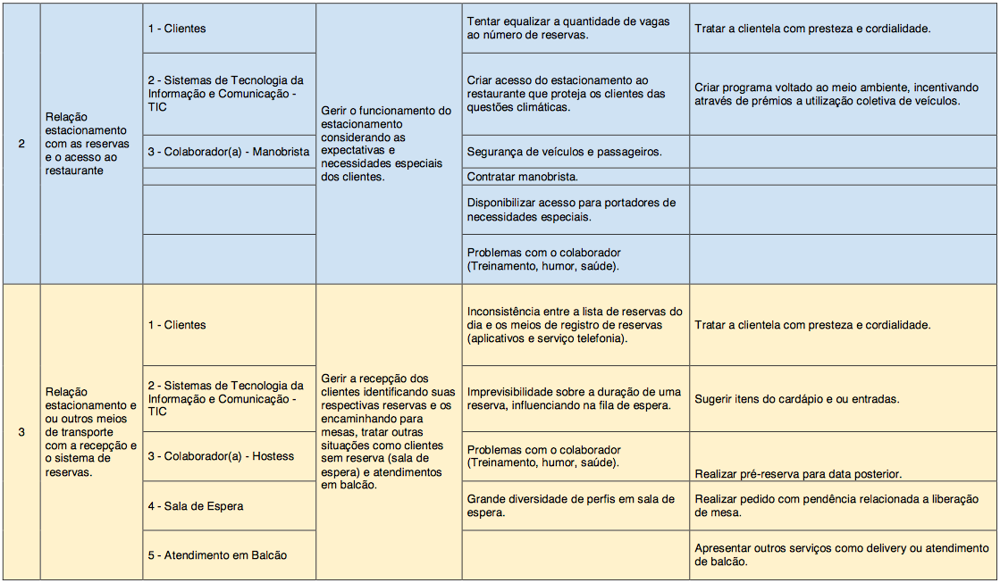 2
Relação
estacionamento
com as reservas
e o acesso ao
restaurante
1 - Clientes
2 - Sistemas de Tecnologia da
Informação e Comunicação -
TIC
3 - Colaborador(a) - Manobrista
Gerir o funcionamento do
estacionamento
considerando as
expectativas e
necessidades especiais
dos clientes.
Tentar equalizar a quantidade de vagas
ao número de reservas.
Criar acesso do estacionamento ao
restaurante que proteja os clientes das
questões climáticas.
Segurança de veículos e passageiros.
Contratar manobrista.
Disponibilizar acesso para portadores de
necessidades especiais.
Problemas com o colaborador
(Treinamento, humor, saúde).
Tratar a clientela com presteza e cordialidade.
Criar programa voltado ao meio ambiente, incentivando
através de prémios a utilização coletiva de veículos.
3
Relação
estacionamento e
ou outros meios
de transporte
com a recepção e
o sistema de
reservas.
1 - Clientes
2 - Sistemas de Tecnologia da
Informação e Comunicação -
TIC
3 - Colaborador(a) - Hostess
4 - Sala de Espera
5 - Atendimento em Balcão
Gerir a recepção dos
clientes identificando suas
respectivas reservas e os
encaminhando para
mesas, tratar outras
situações como clientes
sem reserva (sala de
espera) e atendimentos
em balcão.
Inconsistência entre a lista de reservas do
dia e os meios de registro de reservas
(aplicativos e serviço telefonia).
Imprevisibilidade sobre a duração de uma
reserva, influenciando na fila de espera.
Problemas com o colaborador
(Treinamento, humor, saúde).
Grande diversidade de perfis em sala de
espera.
Tratar a clientela com presteza e cordialidade.
Sugerir itens do cardápio e ou entradas.
Realizar pré-reserva para data posterior.
Realizar pedido com pendência relacionada a liberação
de mesa.
Apresentar outros serviços como delivery ou atendimento
de balcão.